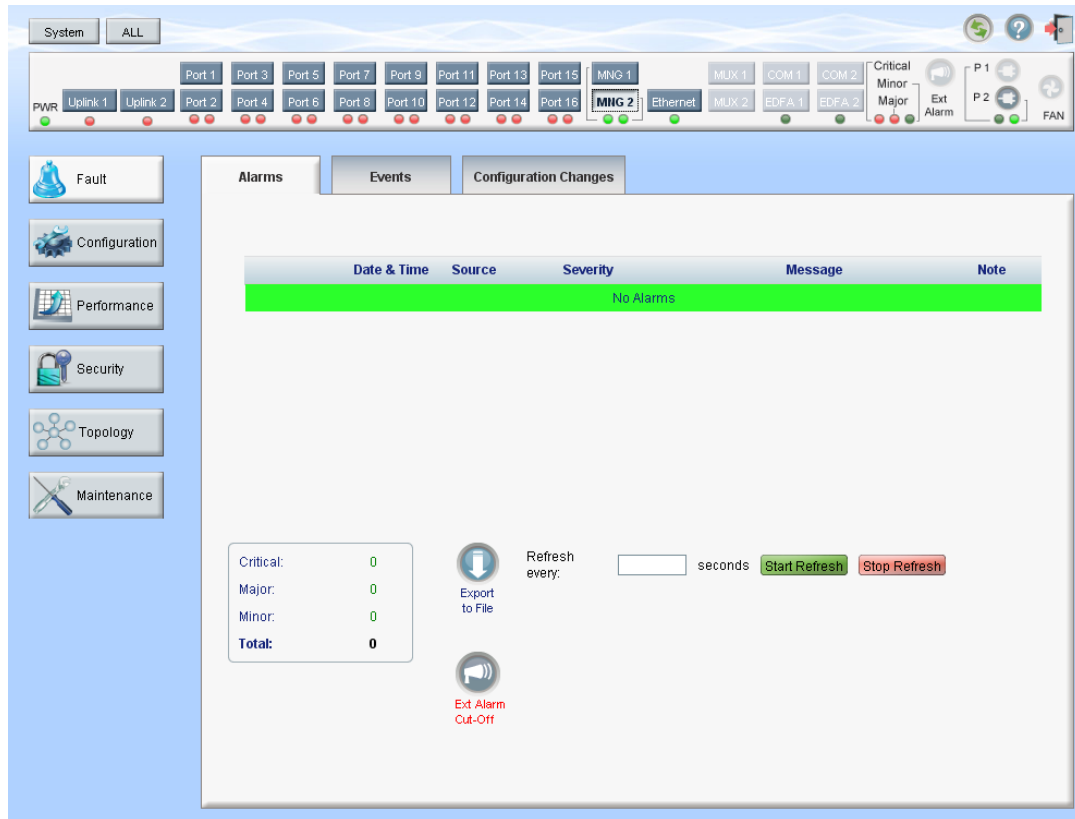 System ALL
Port 1 Port 3 Port 5 Port 7 Port 9 Port 11 Port 13 Port 15 MNG 1 MUX 1 COM 1 COM 2 Critical P 1
Minor
PWR Uplink 1 Uplink 2 Port 2 Port 4 Port 6 Port 8 Port 10 Port 12 Port 14 Port 16 MNG 2 Ethernet MUX 2 EDFA 1 EDFA 2 Major Ext Alarm P 2 FAN
Fault
Configuration
Performance
Security
Topology
Maintenance
Alarms Events Configuration Changes
Date & Time Source Severity Message Note
No Alarms
Critical: 0
Major: 0
Minor: 0
Total: 0
Export
to File
Ext Alarm
Cut-Off
Refresh
every: seconds Start Refresh Stop Refresh